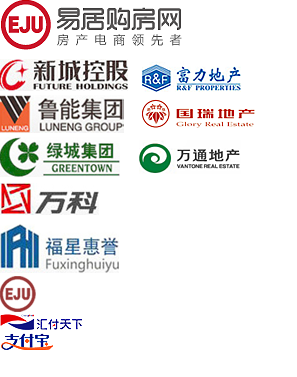 EJU 易居购房网
房产电商领先者
新城控股
FUTURE HOLDINGS
R&F 富力地产
R&F PROPERTIES
LUNENG 鲁能集团
LUNENG GROUP
国瑞地产
Glory Real Estate
绿城集团
GREENTOWN
万通地产
VANTONE REAL ESTATE
万科
福星惠誉
Fuxinghuiyu
EJU
汇付天下
支付宝